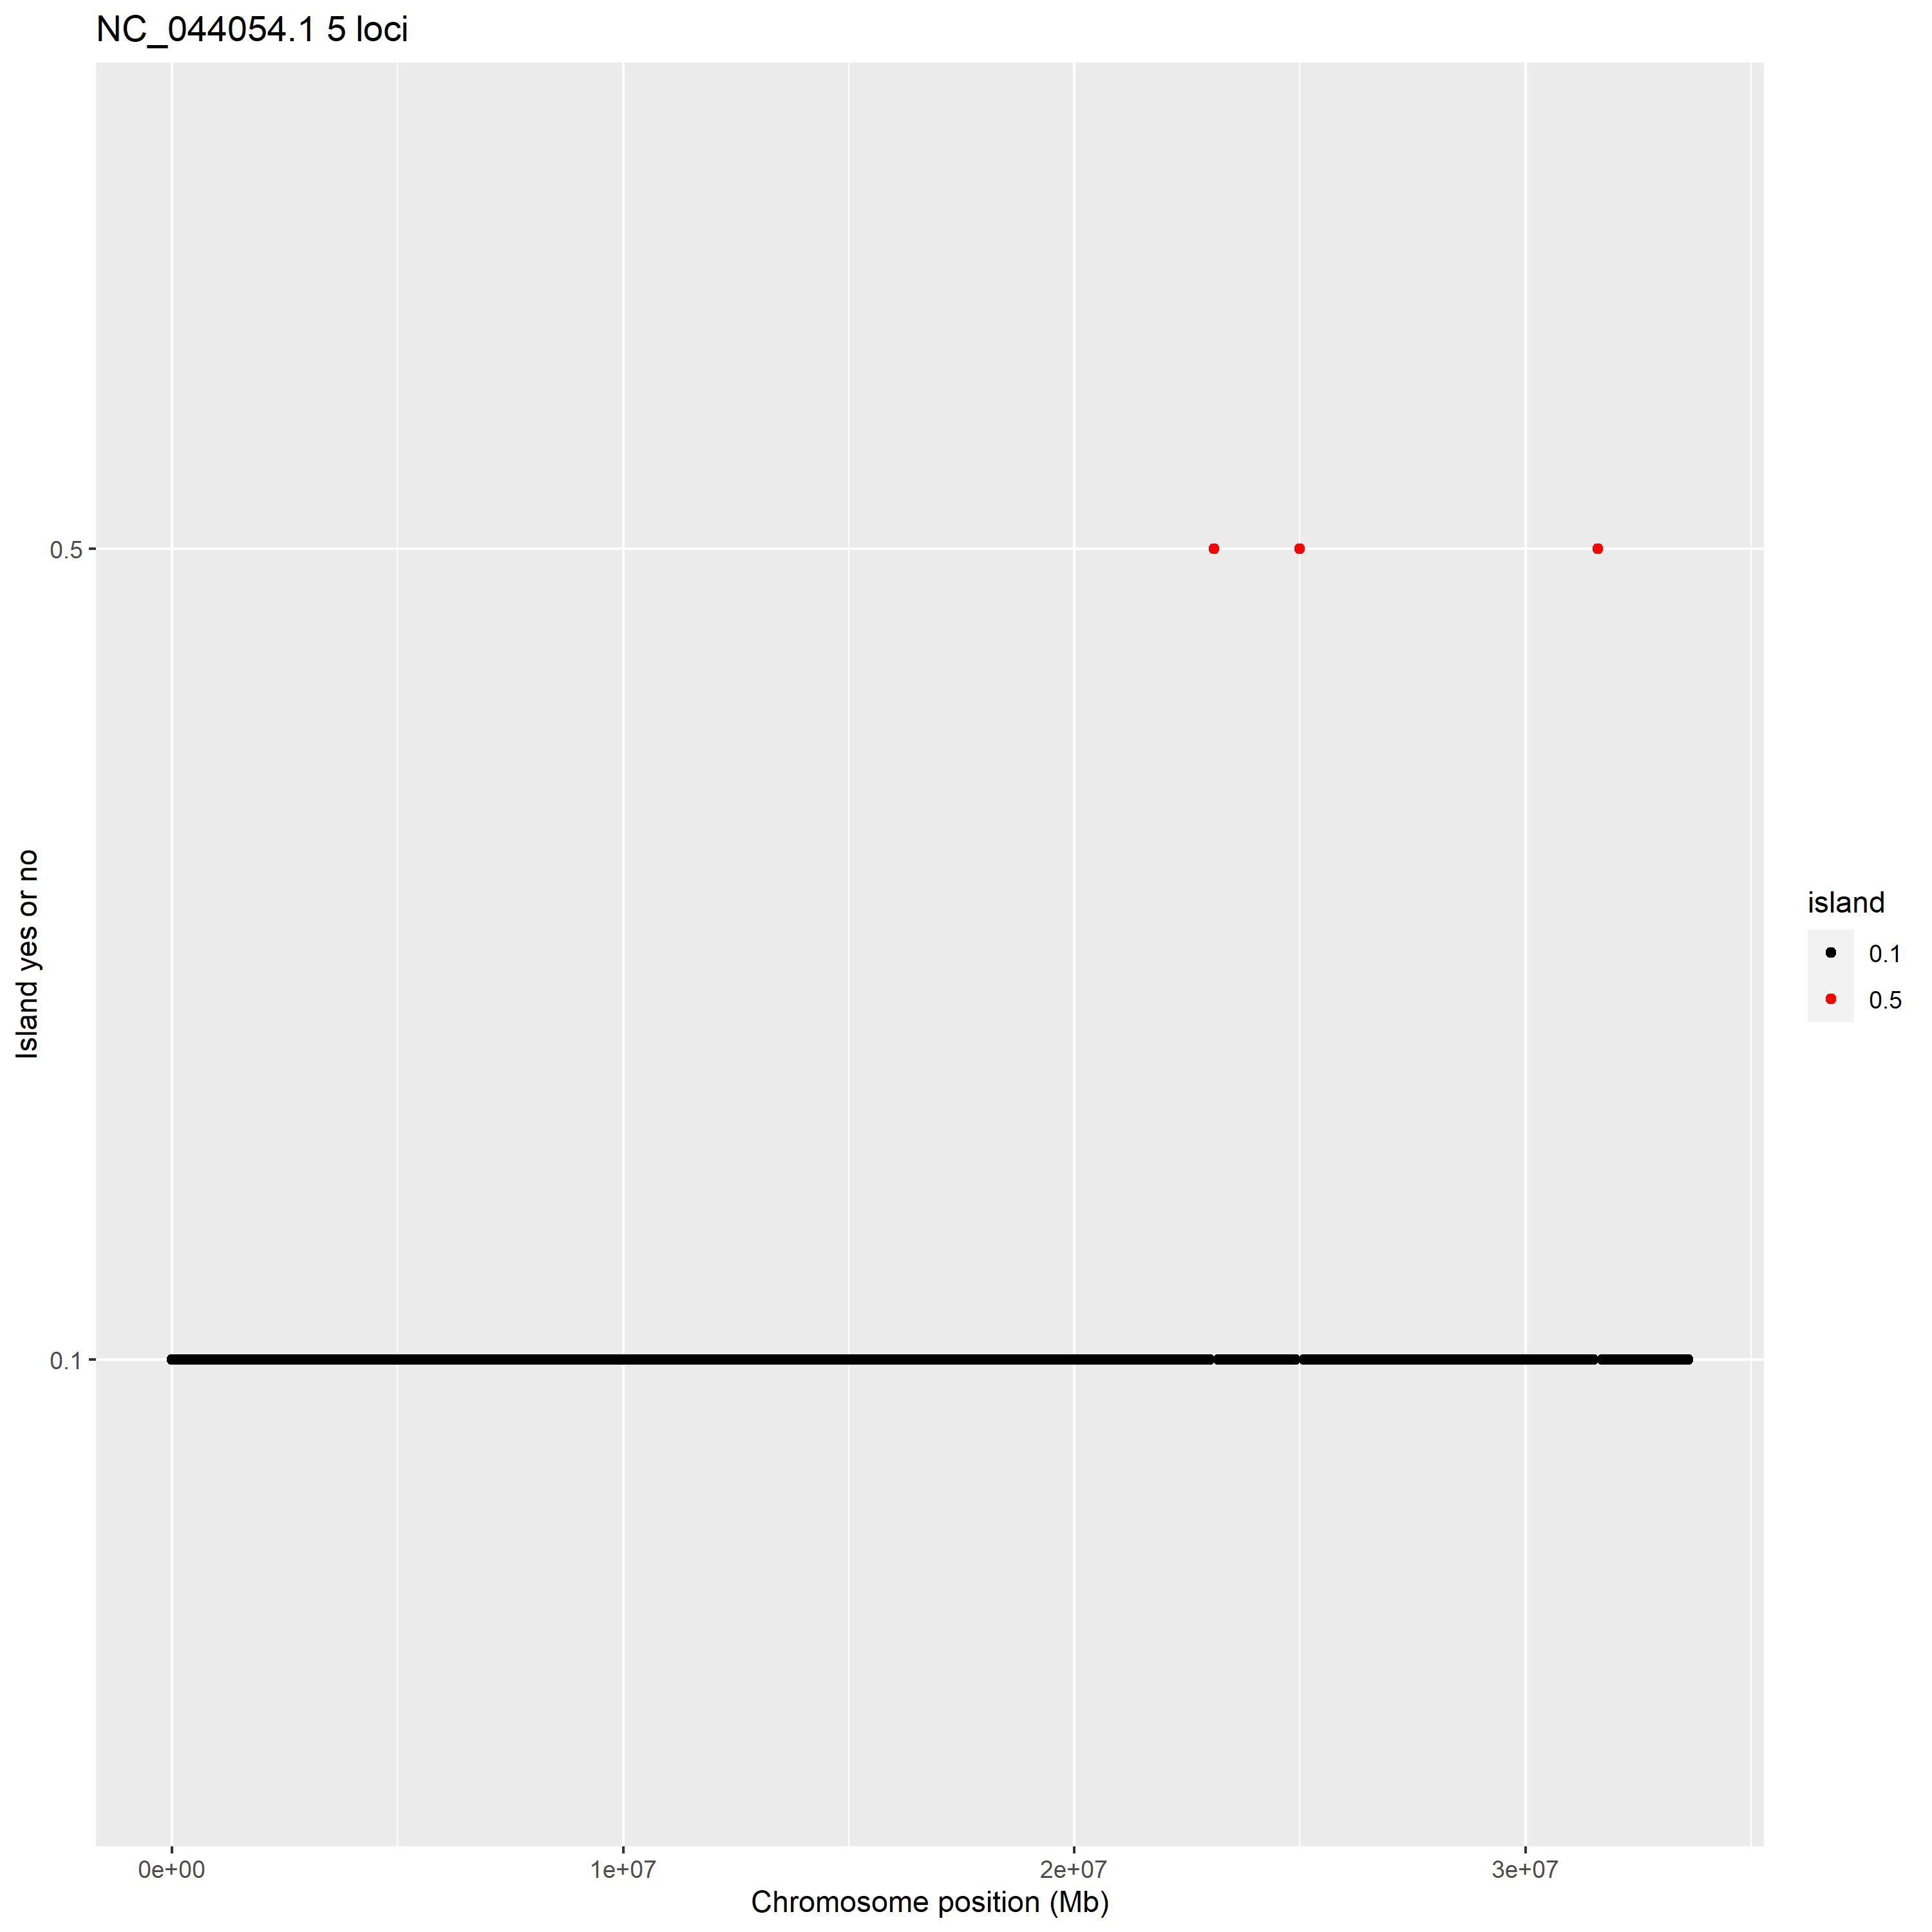 NC_044054.1 5 loci
Island yes or no
0.5
0.1
0e+00
1e+07
2e+07
3e+07
Chromosome position (Mb)
island
0.1
0.5